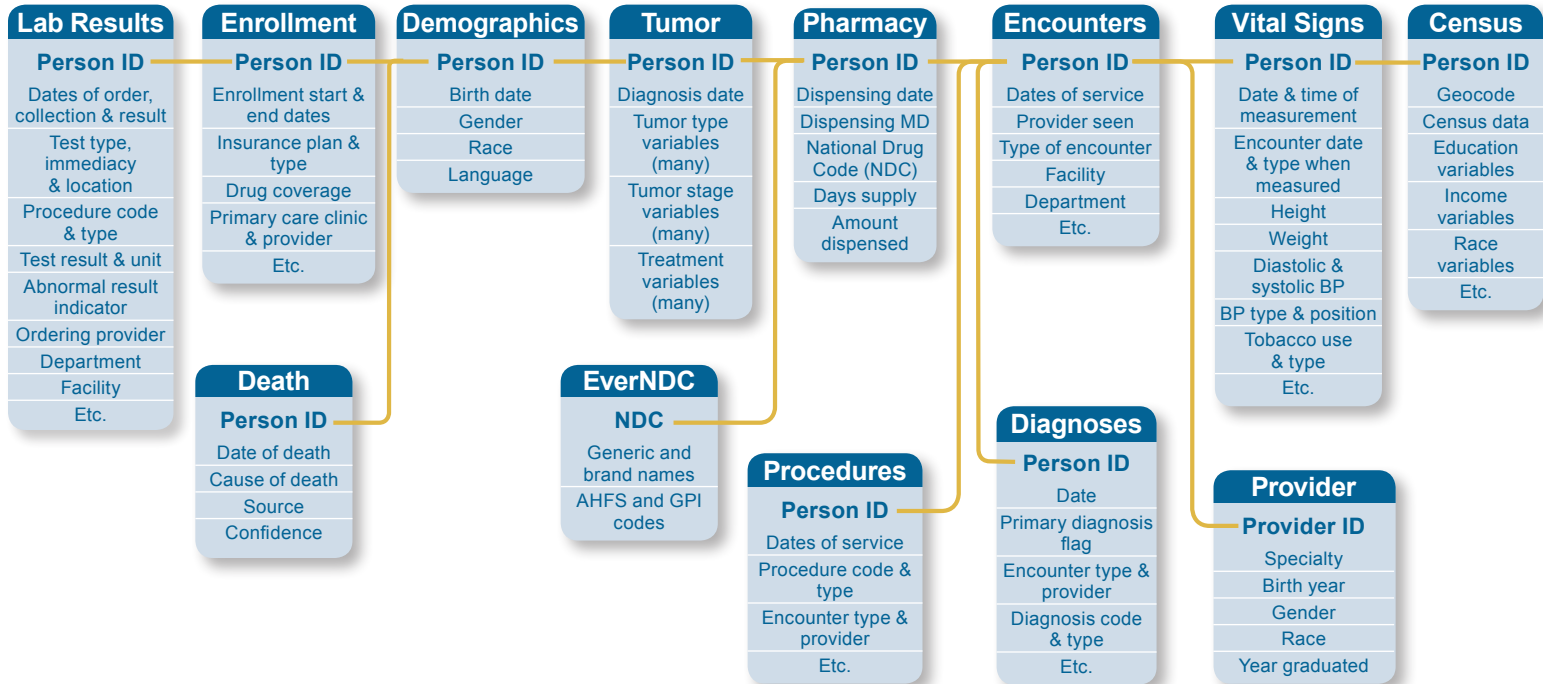 Lab Results
Person ID
Dates of order,
collection & result
Test type,
immediacy
& location
Procedure code
& type
Test result & unit
Abnormal result
indicator
Ordering provider
Department
Facility
Etc.
Enrollment
Person ID
Enrollment start &
end dates
Insurance plan &
type
Drug coverage
Primary care clinic
& provider
Etc.
Demographics
Person ID
Birth date
Gender
Race
Language
Tumor
Person ID
Diagnosis date
Tumor type
variables
(many)
Tumor stage
variables
(many)
Treatment
variables
(many)
Pharmacy
Person ID
Dispensing date
Dispensing MD
National Drug
Code (NDC)
Days supply
Amount
dispensed
Encounters
Person ID
Dates of service
Provider seen
Type of encounter
Facility
Department
Etc.
Vital Signs
Person ID
Date & time of
measurement
Encounter date
& type when
measured
Height
Weight
Diastolic &
systolic BP
BP type & position
Tobacco use
& type
Etc.
Census
Person ID
Geocode
Census data
Education
variables
Income
variables
Race
variables
Etc.
Death
Person ID
Date of death
Cause of death
Source
Confidence
EverNDC
NDC
Generic and
brand names
AHFS and GPI
codes
Procedures
Person ID
Dates of service
Procedure code &
type
Encounter type &
provider
Etc.
Diagnoses
Person ID
Date
Primary diagnosis
flag
Encounter type &
provider
Diagnosis code
& type
Etc.
Provider
Provider ID
Specialty
Birth year
Gender
Race
Year graduated